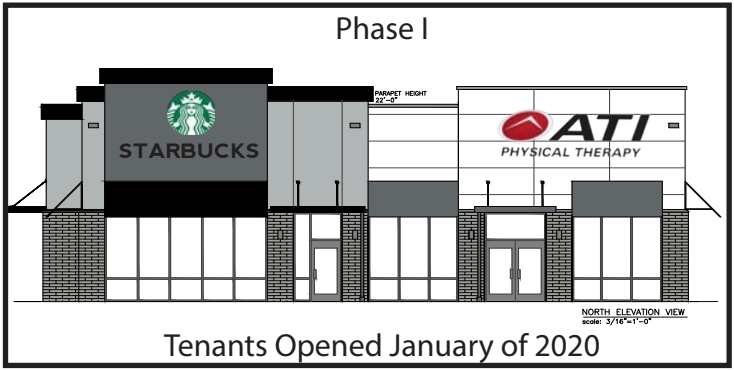 Phase I
PARAPET HEIGHT
22'-0"
STARBUCKS
ATI
PHYSICAL THERAPY
NORTH ELEVATION VIEW
scale: 3/16"=1'-0"
Tenants Opened January of 2020